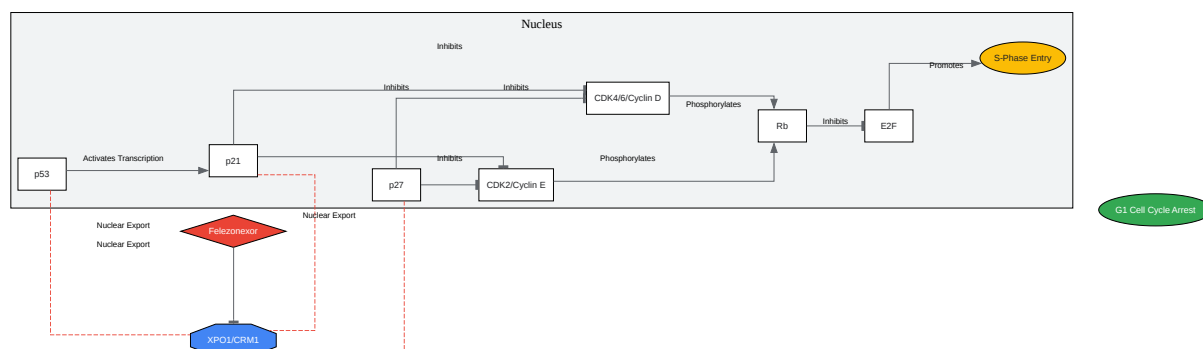 Nucleus
Inhibits
S-Phase Entry
Promotes
Inhibits
Inhibits
CDK4/6/Cyclin D
Phosphorylates
Rb
Inhibits
E2F
Activates Transcription
p21
Inhibits
Phosphorylates
p53
p27
CDK2/Cyclin E
G1 Cell Cycle Arrest
Nuclear Export
Nuclear Export
Felezonexor
Nuclear Export
XPO1/CRM1